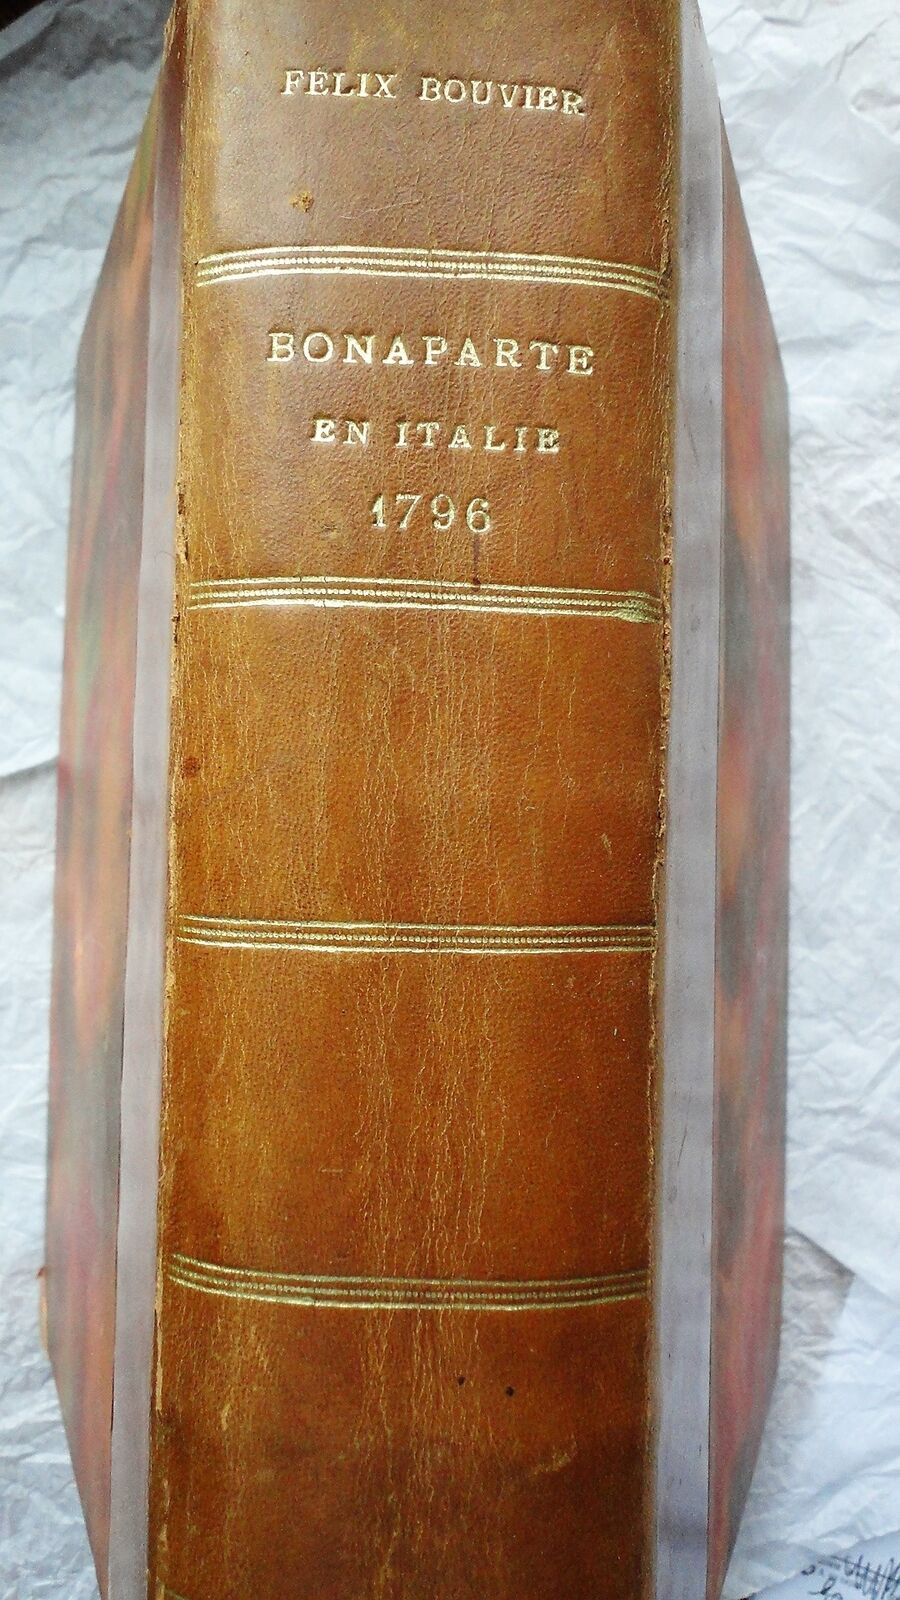 FÉLIX BOUVIER
BONAPARTE
EN ITALIE
1796